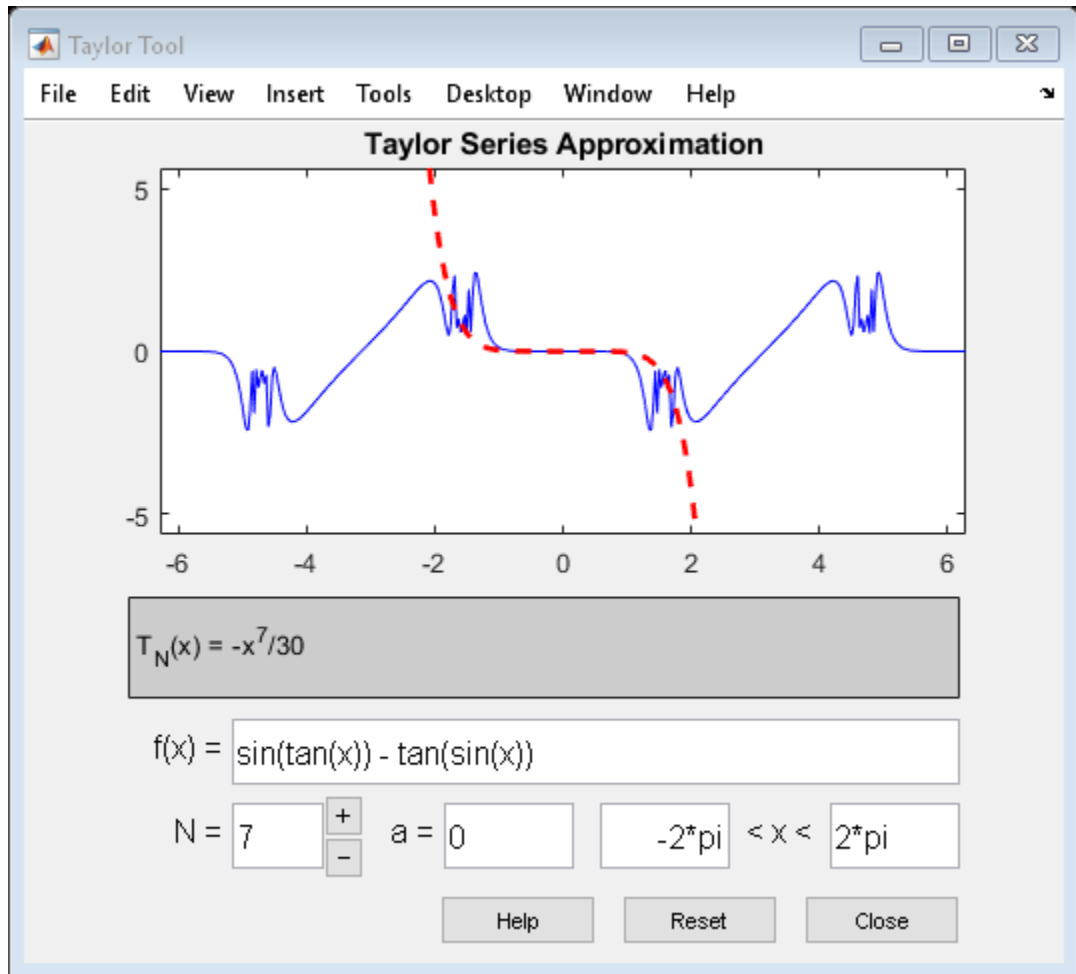 Taylor Tool
File Edit View Insert Tools Desktop Window Help
Taylor Series Approximation
5
0
-5
-6 -4 -2 0 2 4 6
T_N(x) = -x^7/30
f(x) = sin(tan(x)) - tan(sin(x))
N = 7 + - a = 0 -2*pi < x < 2*pi
Help Reset Close